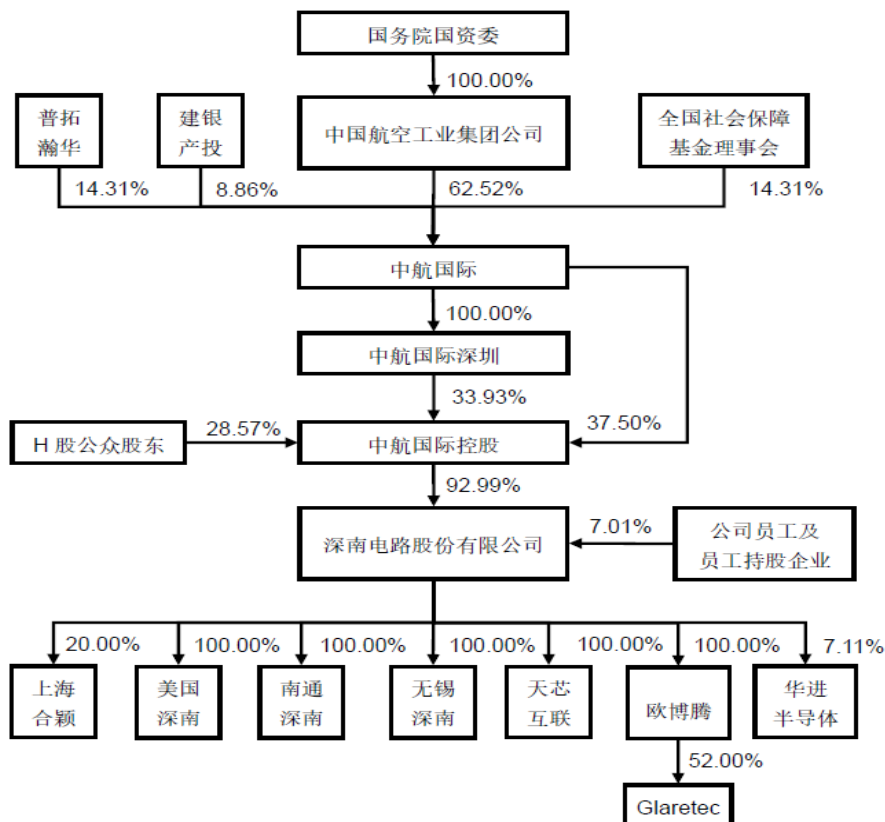 国务院国资委
100.00%
普拓
瀚华
建银
产投
中国航空工业集团公司
全国社会保障
基金理事会
14.31%
8.86%
62.52%
14.31%
中航国际
100.00%
中航国际深圳
33.93%
37.50%
H 股公众股东
28.57%
中航国际控股
92.99%
深南电路股份有限公司
7.01%
公司员工及
员工持股企业
20.00%
100.00%
100.00%
100.00%
100.00%
100.00%
7.11%
上海
合颖
美国
深南
南通
深南
无锡
深南
天芯
互联
欧博腾
华进
半导体
52.00%
Glaretec